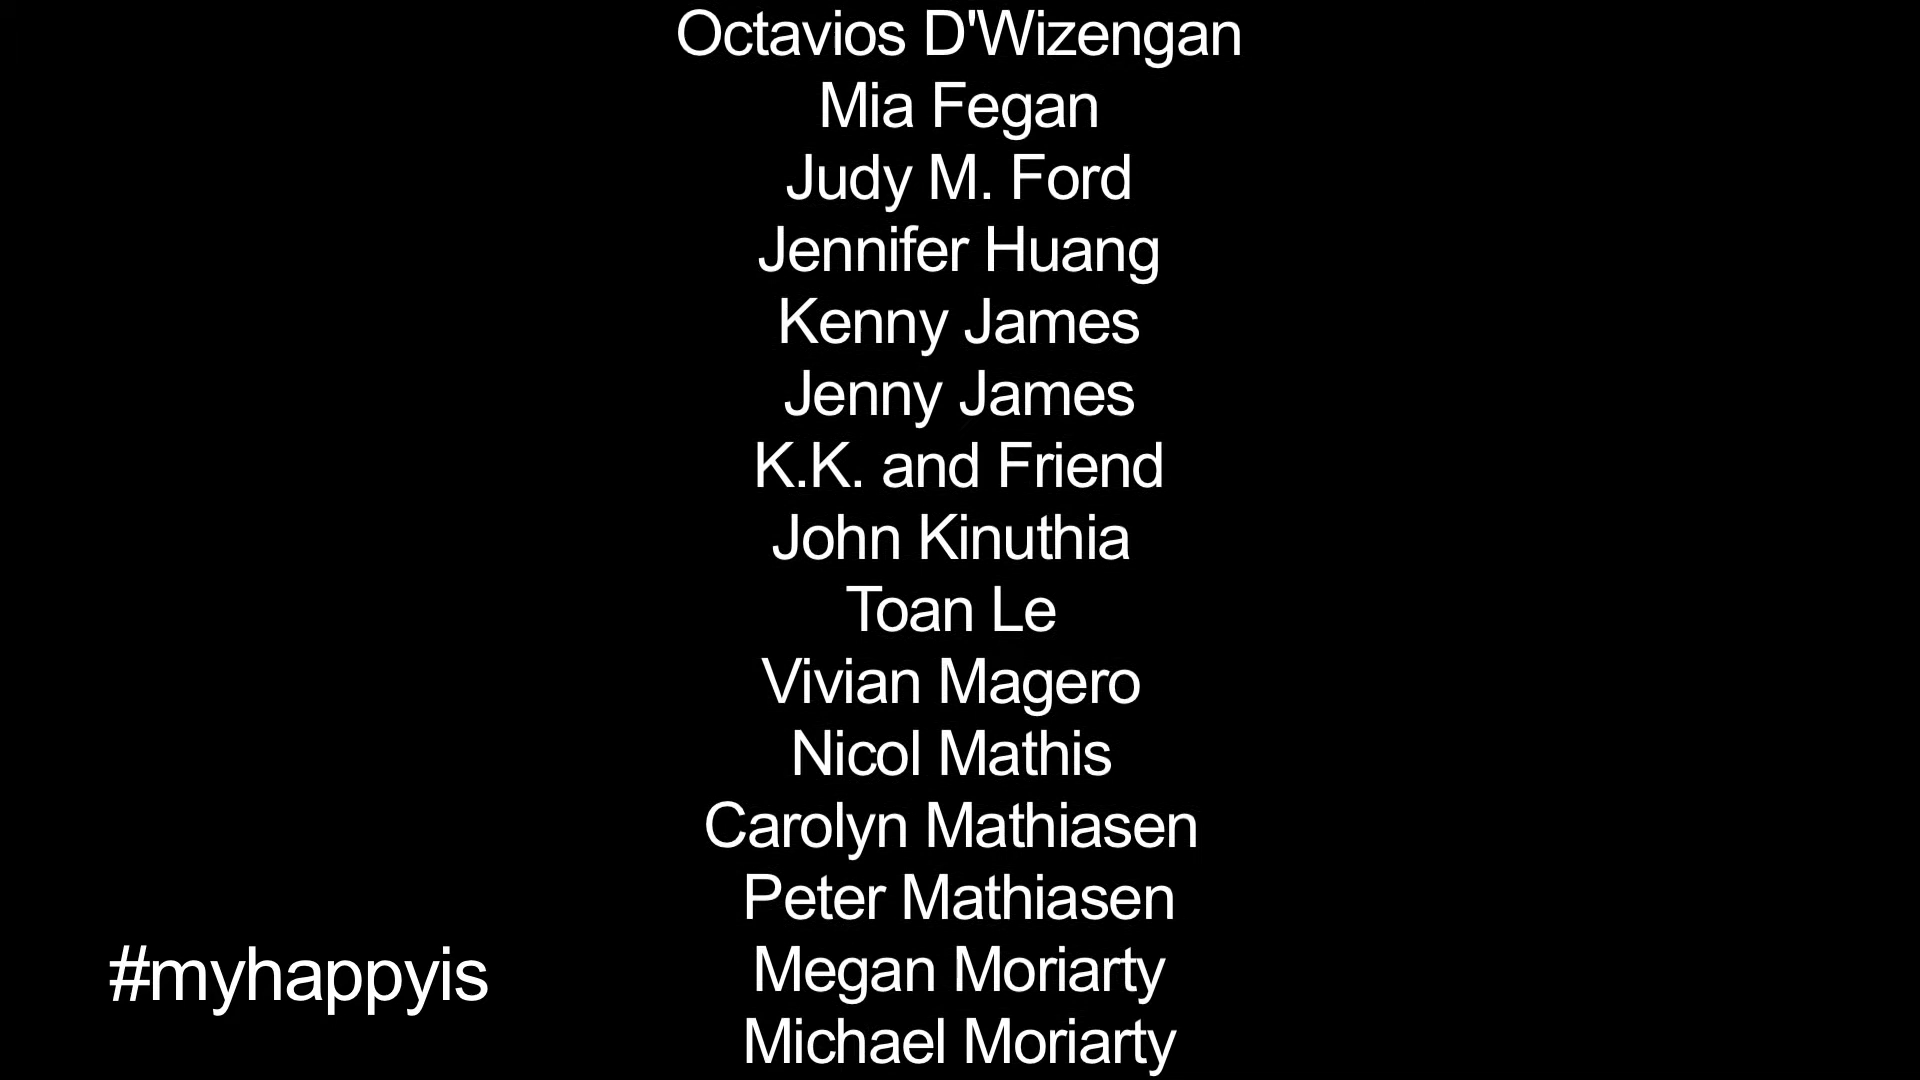 Octavios D'Wizengan
Mia Fegan
Judy M. Ford
Jennifer Huang
Kenny James
Jenny James
K.K. and Friend
John Kinuthia
Toan Le
Vivian Magero
Nicol Mathis
Carolyn Mathiasen
Peter Mathiasen
Megan Moriarty
Michael Moriarty
#myhappyis